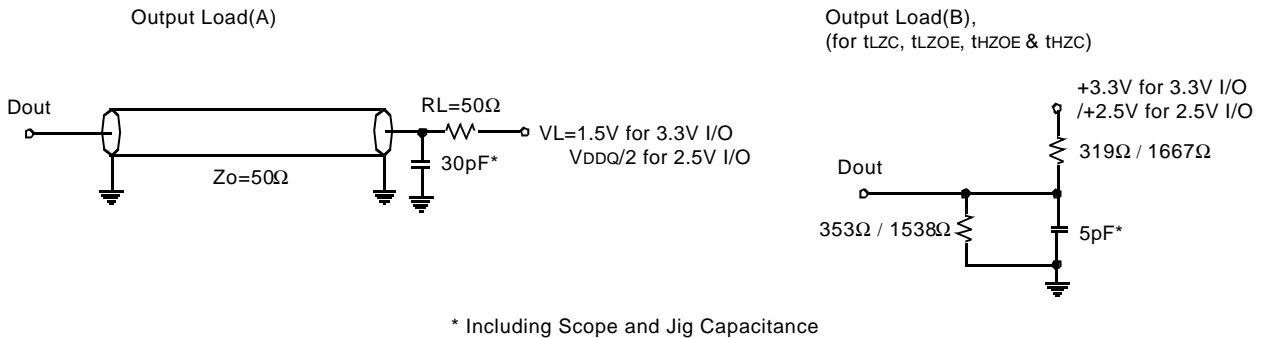 Output Load(A)
Dout
Zo=50Ω
RL=50Ω
30pF*
VL=1.5V for 3.3V I/O
VDDQ/2 for 2.5V I/O
Output Load(B),
(for tLZC, tLZOE, tHZOE & tHZC)
+3.3V for 3.3V I/O
/+2.5V for 2.5V I/O
319Ω / 1667Ω
Dout
353Ω / 1538Ω
5pF*
* Including Scope and Jig Capacitance